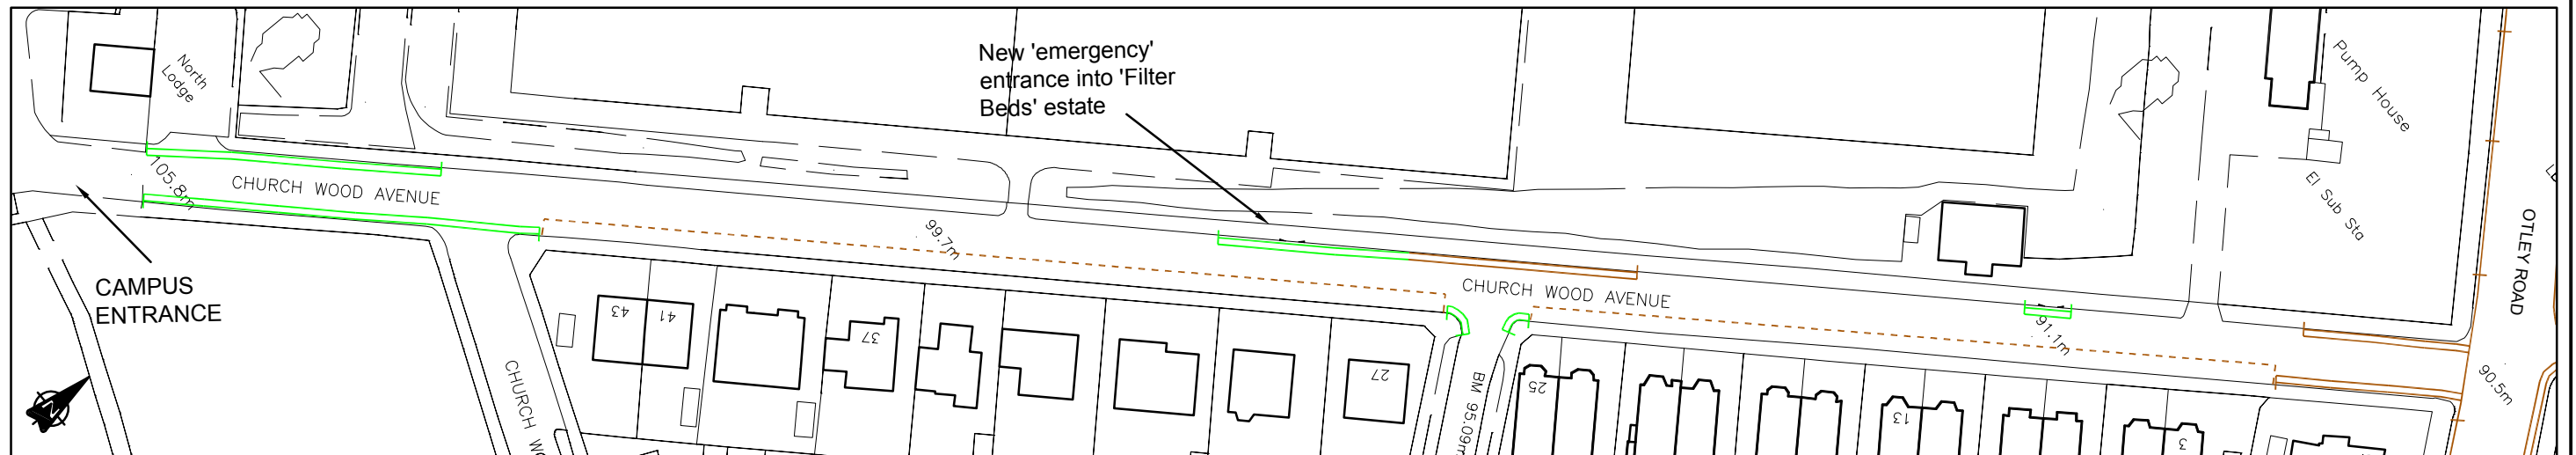 North
Lodge
New 'emergency'
entrance into 'Filter
Beds' estate
Pump House
El Sub Sta
OTLEY ROAD
105.8m
CHURCH WOOD AVENUE
99.7m
CHURCH WOOD AVENUE
91.1m
90.5m
CAMPUS
ENTRANCE
N
CHURCH WO
43
41
37
27
BM 95.09m
25
13
3